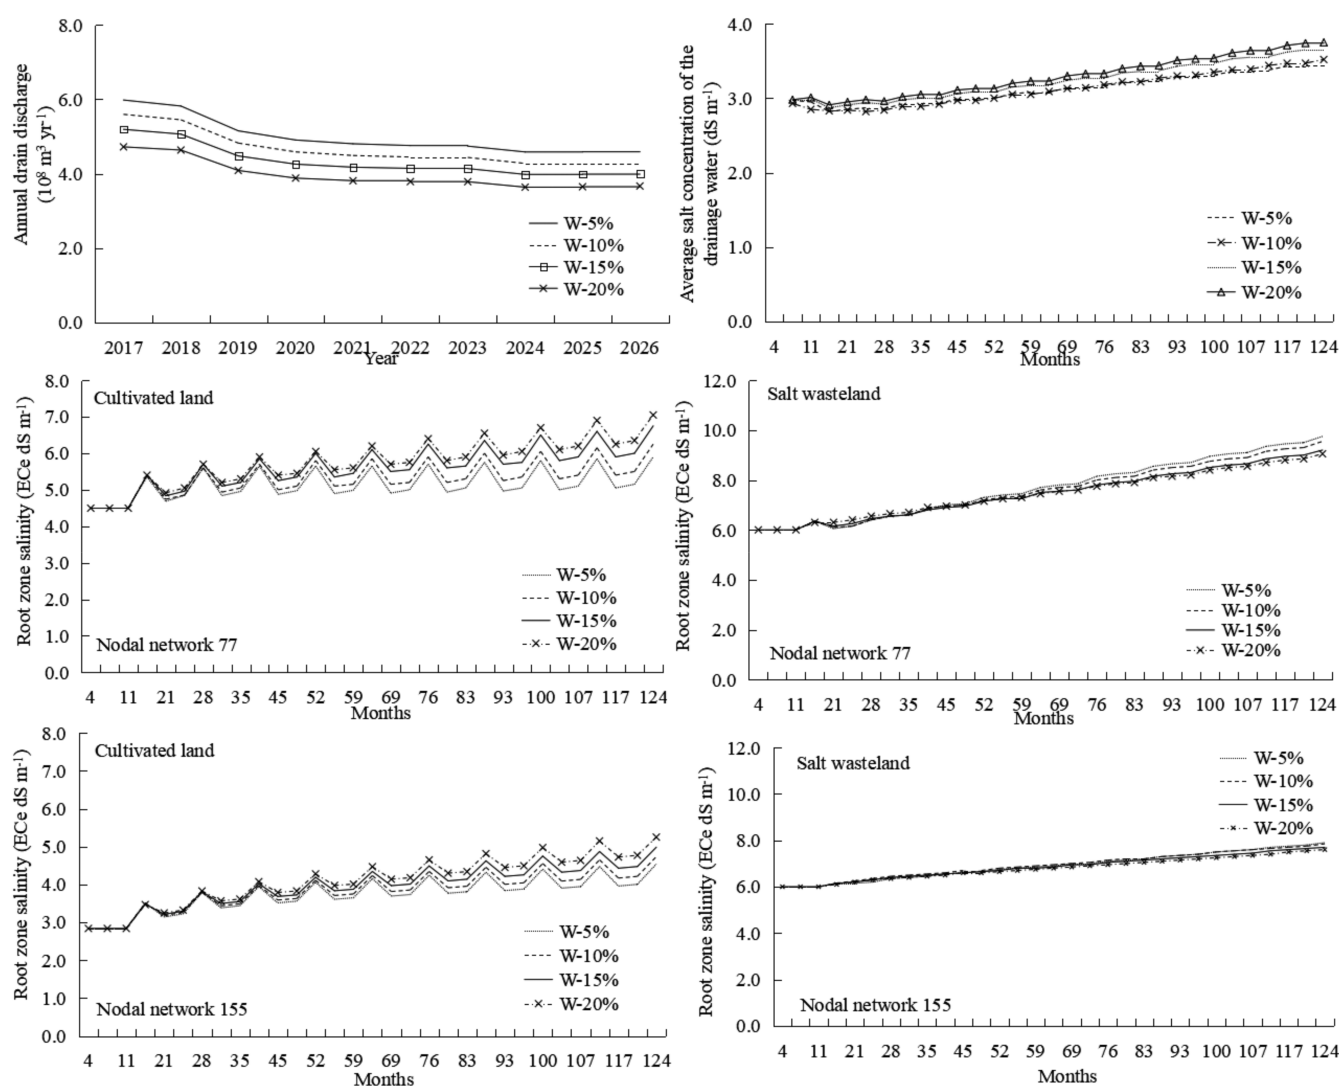 Annual drain discharge
(10⁸ m³ yr⁻¹)
8.0
6.0
4.0
2.0
0.0
W-5%
W-10%
W-15%
W-20%
2017 2018 2019 2020 2021 2022 2023 2024 2025 2026
Year
Average salt concentration of the
drainage water (dS m⁻¹)
4.0
3.0
2.0
1.0
0.0
W-5%
W-10%
W-15%
W-20%
4 11 21 28 35 45 52 59 69 76 83 93 100 107 117 124
Months
Root zone salinity (ECe dS m⁻¹)
8.0
7.0
6.0
5.0
4.0
3.0
2.0
1.0
0.0
Cultivated land
W-5%
W-10%
W-15%
W-20%
Nodal network 77
4 11 21 28 35 45 52 59 69 76 83 93 100 107 117 124
Months
Root zone salinity (ECe dS m⁻¹)
12.0
10.0
8.0
6.0
4.0
2.0
0.0
Salt wasteland
W-5%
W-10%
W-15%
W-20%
Nodal network 77
4 11 21 28 35 45 52 59 69 76 83 93 100 107 117 124
Months
Root zone salinity (ECe dS m⁻¹)
8.0
7.0
6.0
5.0
4.0
3.0
2.0
1.0
0.0
Cultivated land
W-5%
W-10%
W-15%
W-20%
Nodal network 155
4 11 21 28 35 45 52 59 69 76 83 93 100 107 117 124
Months
Root zone salinity (ECe dS m⁻¹)
12.0
10.0
8.0
6.0
4.0
2.0
0.0
Salt wasteland
W-5%
W-10%
W-15%
W-20%
Nodal network 155
4 11 21 28 35 45 52 59 69 76 83 93 100 107 117 124
Months